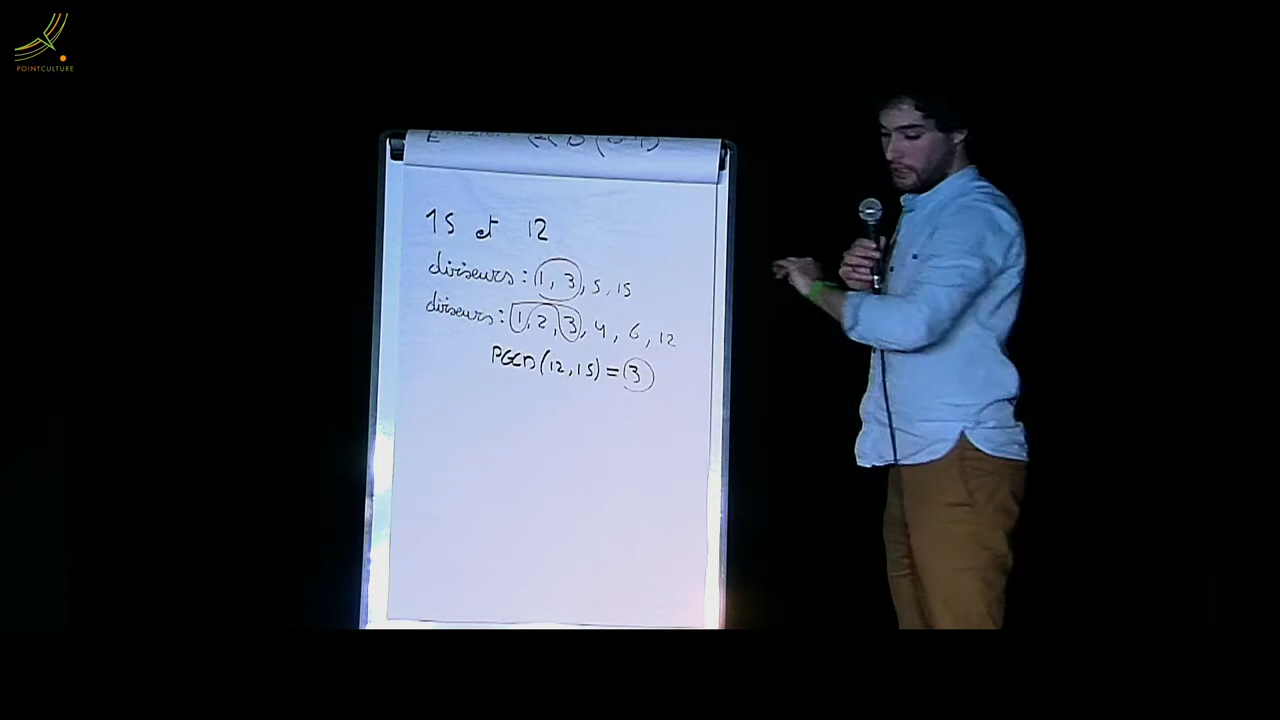 POINTCULTURE
15 et 12
diviseurs : 1, 3, 5, 15
diviseurs : 1, 2, 3, 4, 6, 12
PGCD(12,15) = 3